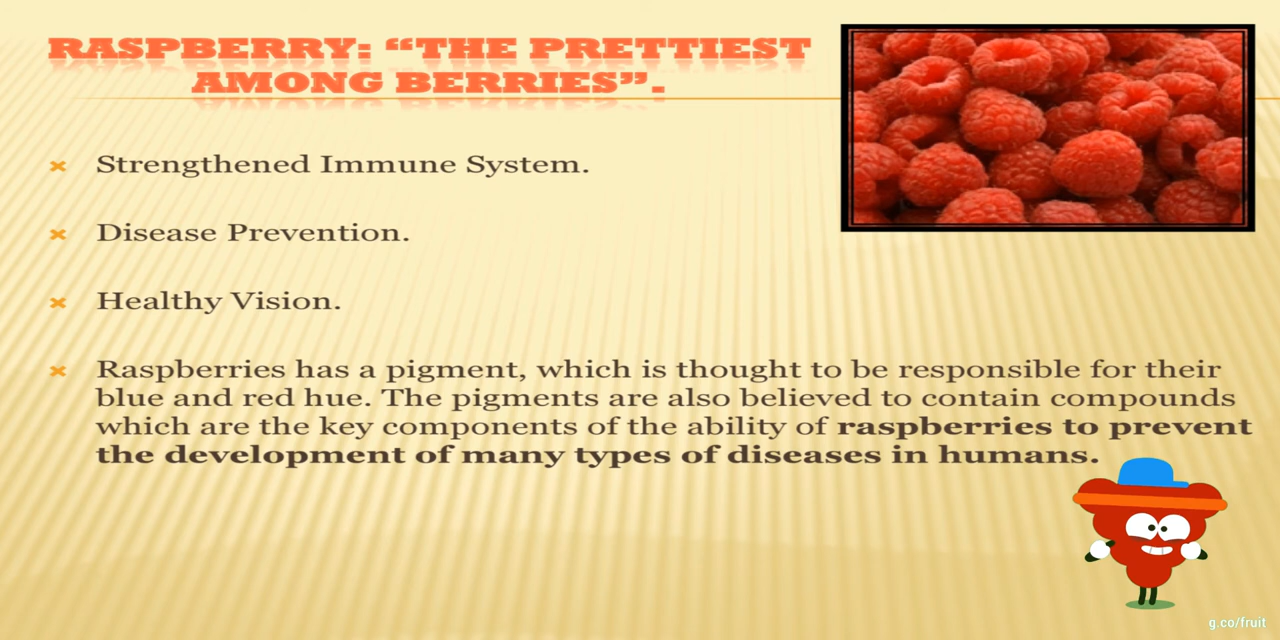 RASPBERRY: “THE PRETTIEST
AMONG BERRIES”.
Strengthened Immune System.
Disease Prevention.
Healthy Vision.
Raspberries has a pigment, which is thought to be responsible for their
blue and red hue. The pigments are also believed to contain compounds
which are the key components of the ability of raspberries to prevent
the development of many types of diseases in humans.
g.co/fruit